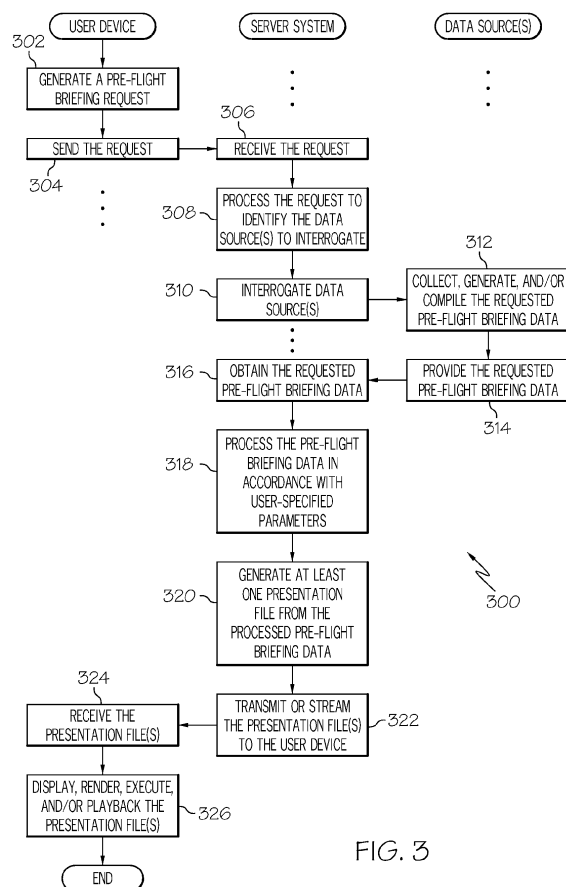 USER DEVICE
SERVER SYSTEM
DATA SOURCE(S)
302
GENERATE A PRE-FLIGHT
BRIEFING REQUEST
306
SEND THE REQUEST
RECEIVE THE REQUEST
304
308
PROCESS THE REQUEST TO
IDENTIFY THE DATA
SOURCE(S) TO INTERROGATE
312
310
INTERROGATE DATA
SOURCE(S)
COLLECT, GENERATE, AND/OR
COMPILE THE REQUESTED
PRE-FLIGHT BRIEFING DATA
316
OBTAIN THE REQUESTED
PRE-FLIGHT BRIEFING DATA
PROVIDE THE REQUESTED
PRE-FLIGHT BRIEFING DATA
314
318
PROCESS THE PRE-FLIGHT
BRIEFING DATA IN
ACCORDANCE WITH
USER-SPECIFIED
PARAMETERS
320
GENERATE AT LEAST
ONE PRESENTATION
FILE FROM THE
PROCESSED PRE-FLIGHT
BRIEFING DATA
300
324
RECEIVE THE
PRESENTATION FILE(S)
TRANSMIT OR STREAM
THE PRESENTATION FILE(S)
TO THE USER DEVICE
322
DISPLAY, RENDER, EXECUTE,
AND/OR PLAYBACK THE
PRESENTATION FILE(S)
326
END
FIG. 3